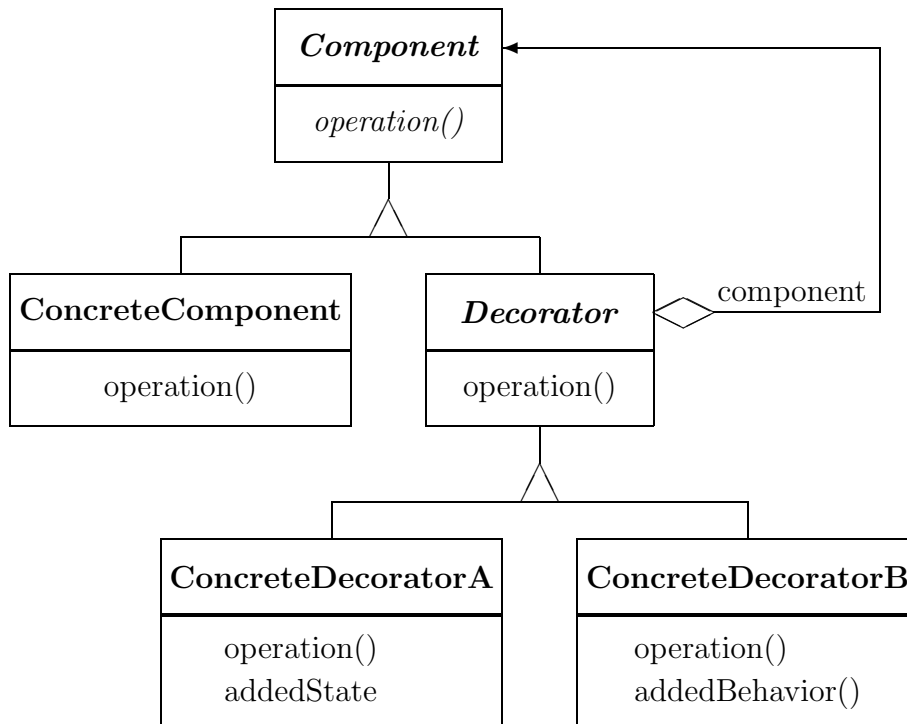 Component
operation()
component
ConcreteComponent
Decorator
operation()
operation()
ConcreteDecoratorA
ConcreteDecoratorB
operation()
addedState
operation()
addedBehavior()